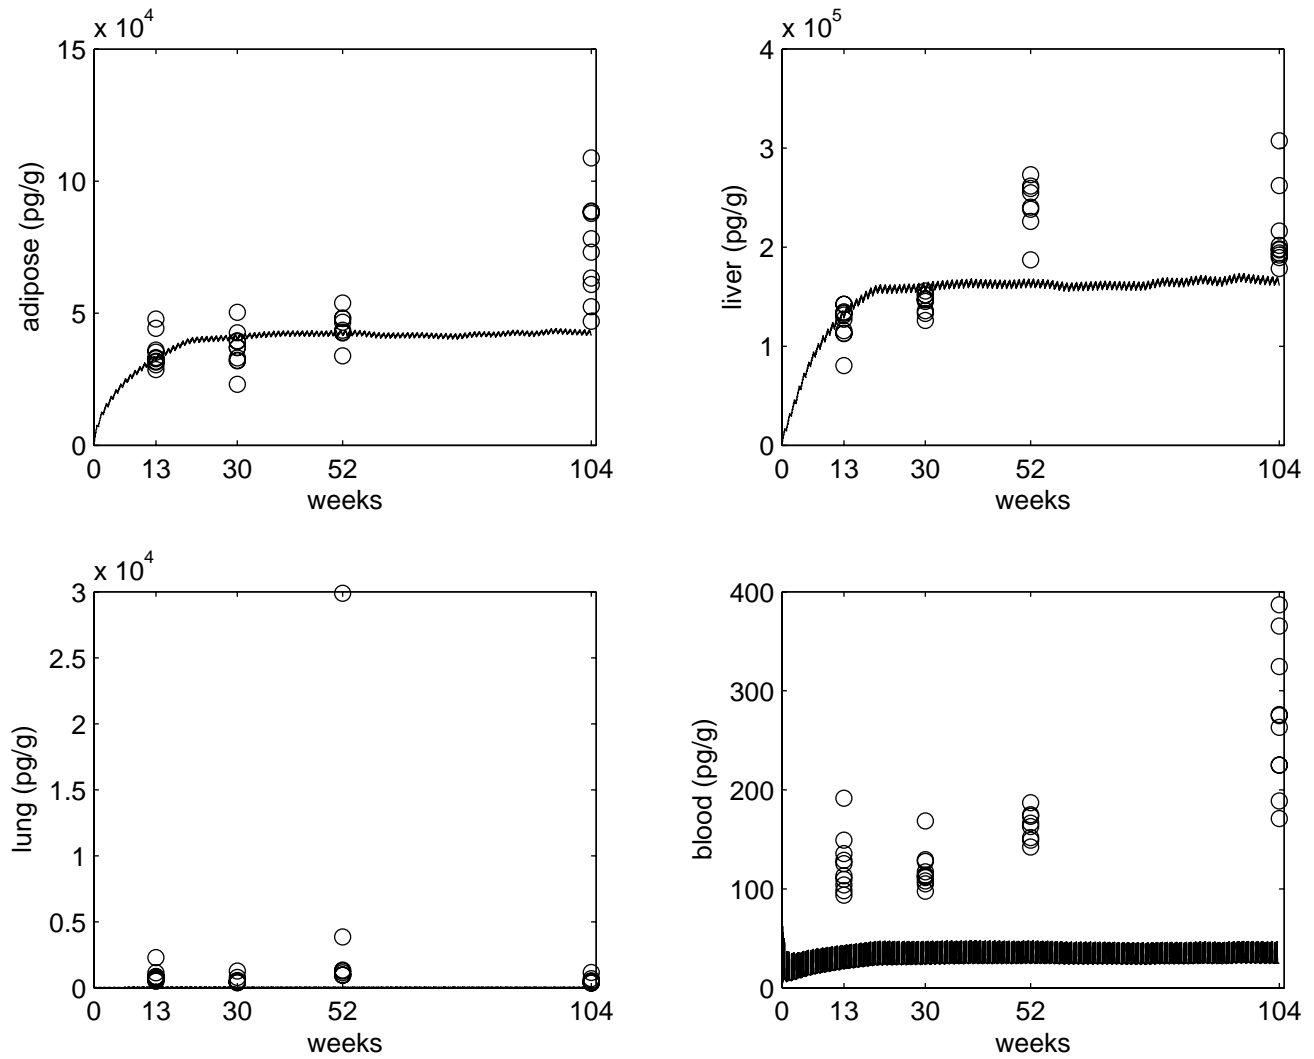 x 10^4
15
10
5
0
adipose (pg/g)
0 13 30 52 104
weeks
x 10^5
4
3
2
1
0
liver (pg/g)
0 13 30 52 104
weeks
x 10^4
3
2.5
2
1.5
1
0.5
0
lung (pg/g)
0 13 30 52 104
weeks
400
300
200
100
0
blood (pg/g)
0 13 30 52 104
weeks